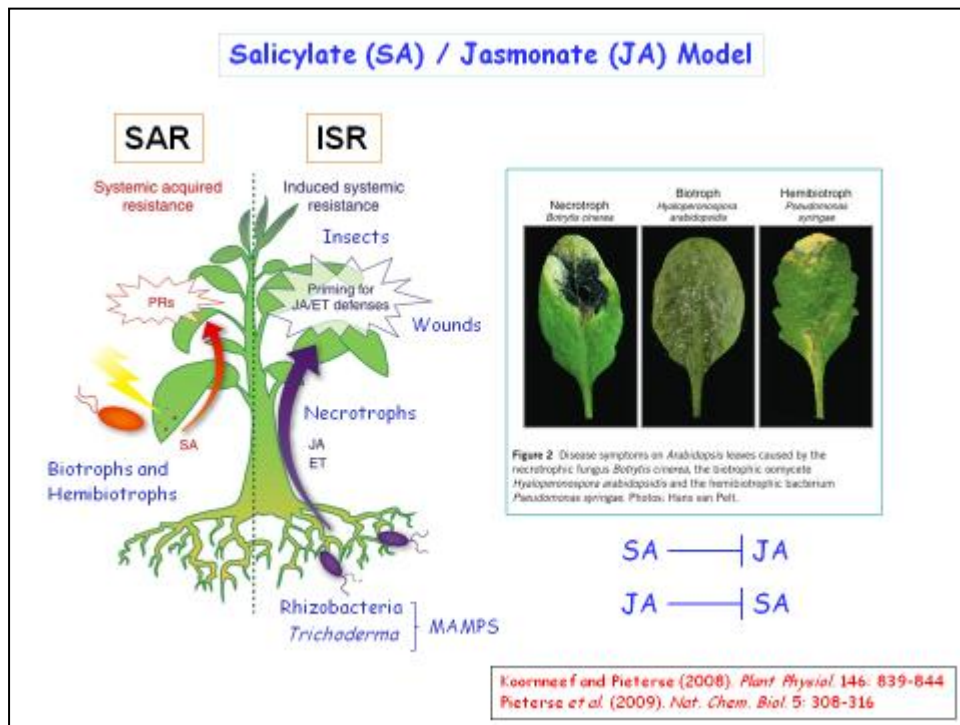 Salicylate (SA) / Jasmonate (JA) Model
SAR
ISR
Systemic acquired
resistance
Induced systemic
resistance
Insects
PRs
Priming for
JA/ET defenses
Wounds
Necrotrophs
SA
JA
ET
Biotrophs and
Hemibiotrophs
Rhizobacteria
Trichoderma
MAMPS
Necrotroph
Botrytis cinerea
Biotroph
Hyaloperonospora
arabidopsidis
Hemibiotroph
Pseudomonas
syringae
Figure 2 Disease symptoms on Arabidopsis leaves caused by the
necrotrophic fungus Botrytis cinerea, the biotrophic oomycete
Hyaloperonospora arabidopsidis and the hemibiotrophic bacterium
Pseudomonas syringae. Photos: Hans van Pelt.
SA JA
JA SA
Koornneef and Pieterse (2008). Plant Physiol. 146: 839-844
Pieterse et al. (2009). Nat. Chem. Biol. 5: 308-316